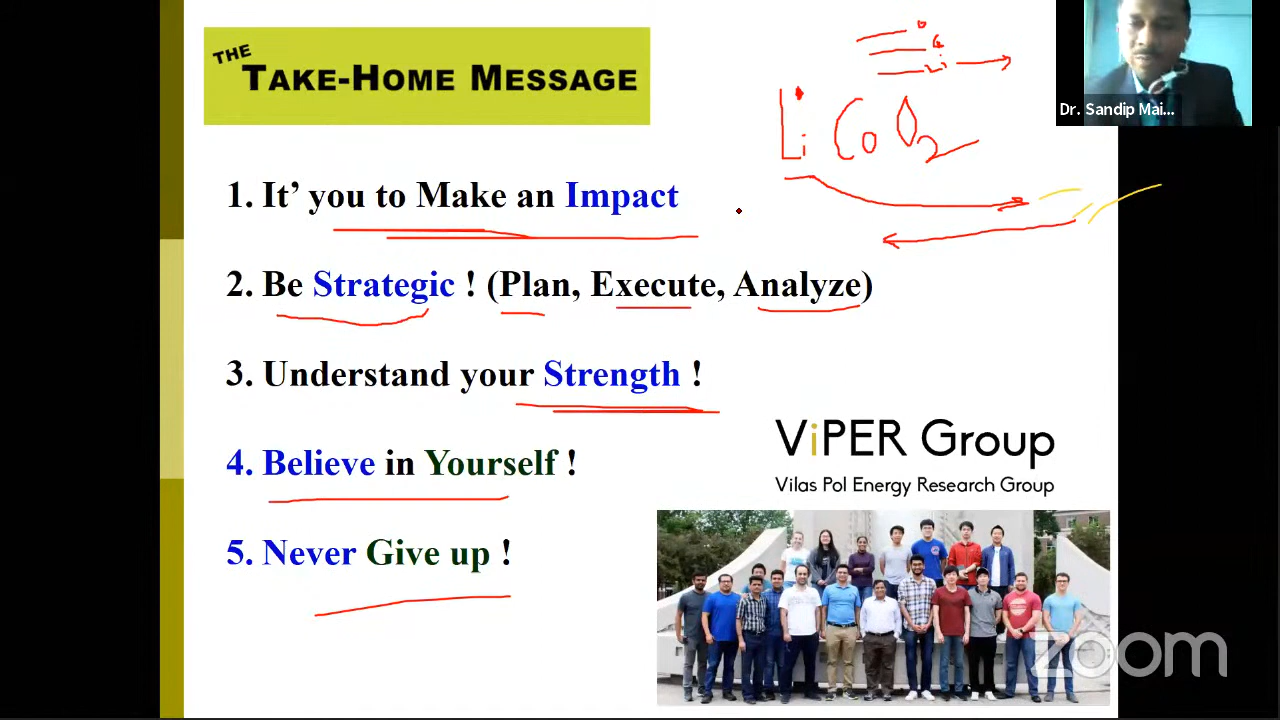 THE
TAKE-HOME MESSAGE
Li
LiCoO2
Dr. Sandip Mai...
1. It’ you to Make an Impact
2. Be Strategic ! (Plan, Execute, Analyze)
3. Understand your Strength !
4. Believe in Yourself !
5. Never Give up !
ViPER Group
Vilas Pol Energy Research Group
zoom